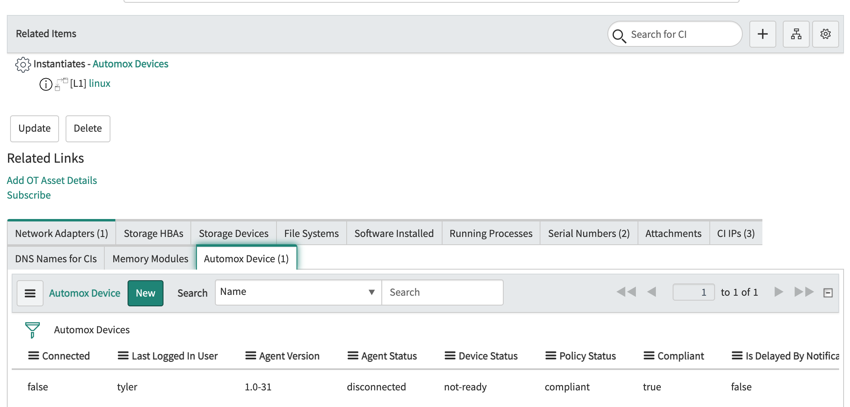 Related Items
Search for CI
Instantiates - Automox Devices
[L1] linux
Update Delete
Related Links
Add OT Asset Details
Subscribe
Network Adapters (1) Storage HBAs Storage Devices File Systems Software Installed Running Processes Serial Numbers (2) Attachments CI IPs (3)
DNS Names for CIs Memory Modules Automox Device (1)
Automox Device New Search Name Search 1 to 1 of 1
Automox Devices
Connected Last Logged In User Agent Version Agent Status Device Status Policy Status Compliant Is Delayed By Notifica
false tyler 1.0-31 disconnected not-ready compliant true false